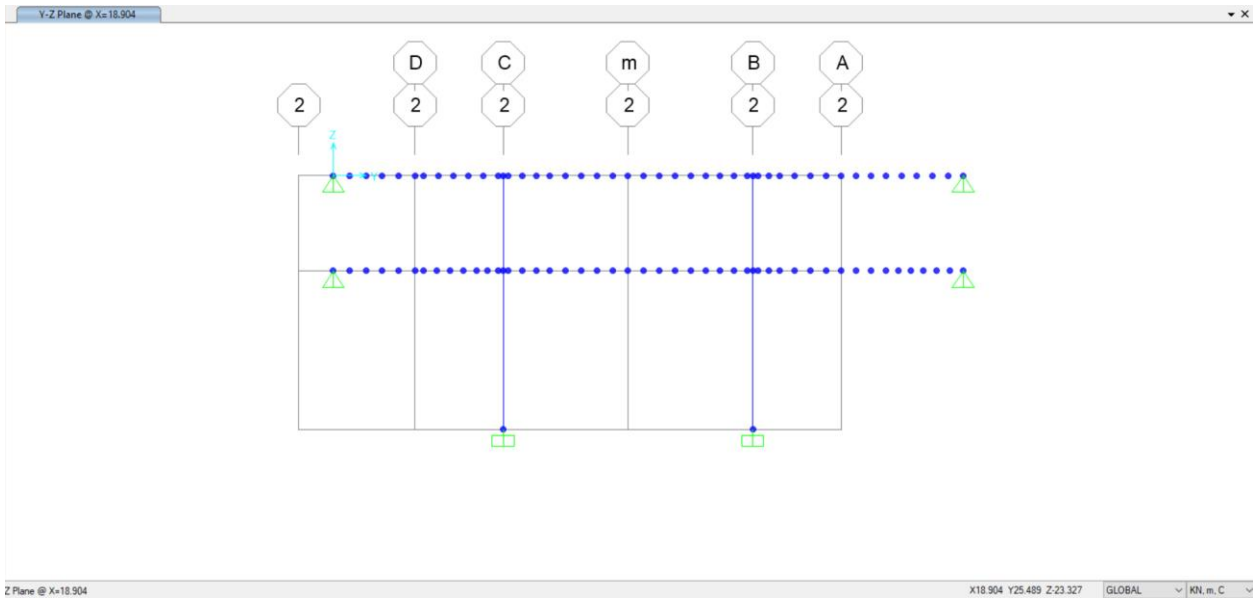 Y-Z Plane @ X=18.904
D C m B A
2 2 2 2 2 2
Z
Y
Z Plane @ X=18.904
X18.904 Y25.489 Z-23.327 GLOBAL KN, m, C